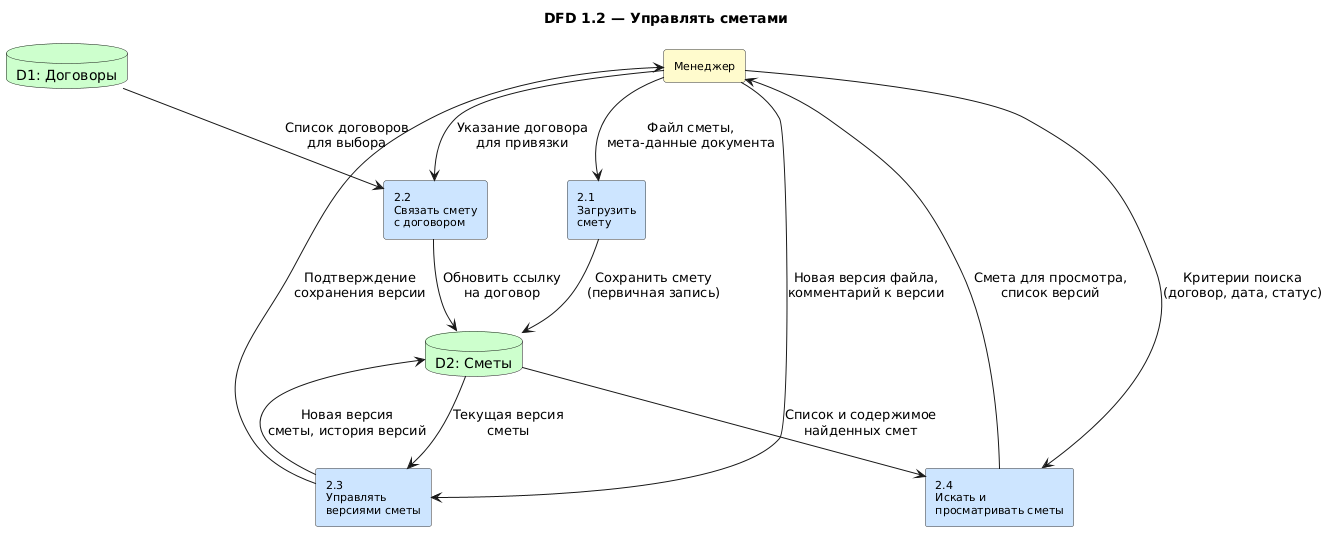 DFD 1.2 — Управлять сметами
D1: Договоры
Менеджер
Список договоров
для выбора
Указание договора
для привязки
Файл сметы,
мета-данные документа
2.2
Связать смету
с договором
2.1
Загрузить
смету
Подтверждение
сохранения версии
Обновить ссылку
на договор
Сохранить смету
(первичная запись)
Новая версия файла,
комментарий к версии
Смета для просмотра,
список версий
Критерии поиска
(договор, дата, статус)
D2: Сметы
Новая версия
сметы, история версий
Текущая версия
сметы
Список и содержимое
найденных смет
2.3
Управлять
версиями сметы
2.4
Искать и
просматривать сметы